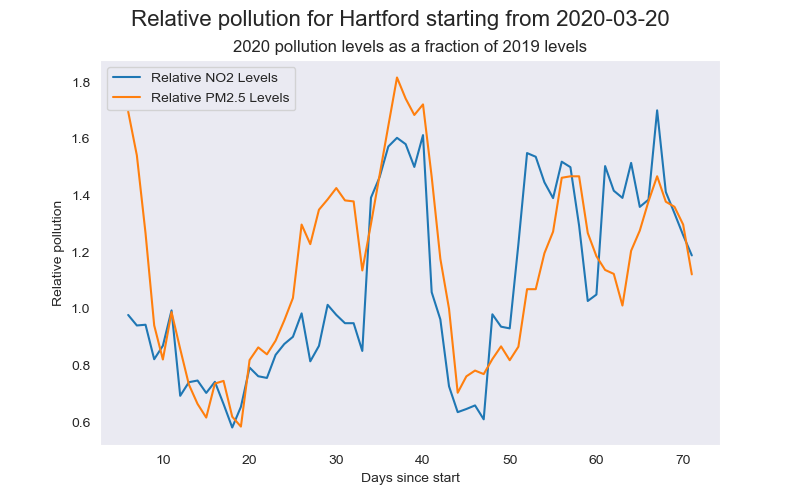 Relative pollution for Hartford starting from 2020-03-20
2020 pollution levels as a fraction of 2019 levels
Relative NO2 Levels
Relative PM2.5 Levels
Relative pollution
1.8
1.6
1.4
1.2
1.0
0.8
0.6
10 20 30 40 50 60 70
Days since start